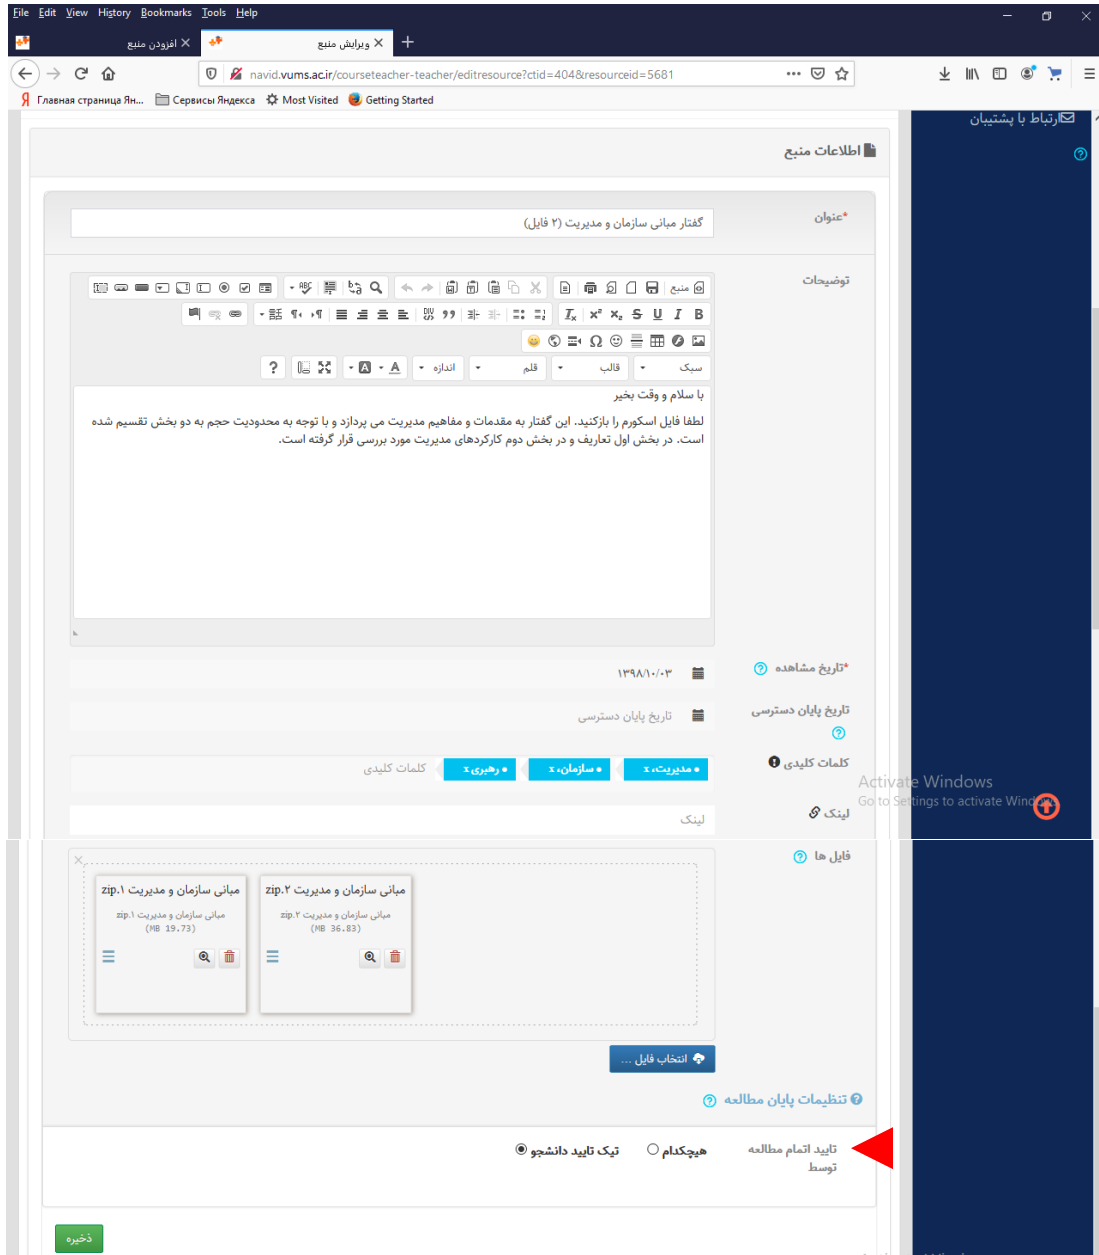 File Edit View History Bookmarks Tools Help
افزودن منبع
ویرایش منبع
navid.vums.ac.ir/courseteacher-teacher/editresource?ctid=404&resourceid=5681
Главная страница Ян...
Сервисы Яндекса
Most Visited
Getting Started
ارتباط با پشتیبان
اطلاعات منبع
*عنوان
گفتار مبانی سازمان و مدیریت (۲ فایل)
توضیحات
منبع
سبک
قالب
قلم
اندازه
با سلام و وقت بخیر
لطفا فایل اسکورم را بازکنید. این گفتار به مقدمات و مفاهیم مدیریت می پردازد و با توجه به محدودیت حجم به دو بخش تقسیم شده
است. در بخش اول تعاریف و در بخش دوم کارکردهای مدیریت مورد بررسی قرار گرفته است.
*تاریخ مشاهده
۱۳۹۸/۱۰/۰۳
تاریخ پایان دسترسی
تاریخ پایان دسترسی
کلمات کلیدی
مدیریت، x
سازمان، x
رهبری x
کلمات کلیدی
Activate Windows
Go to Settings to activate Windows
لینک
لینک
فایل ها
مبانی سازمان و مدیریت ۱.zip
مبانی سازمان و مدیریت ۱.zip
(19.73 MB)
مبانی سازمان و مدیریت ۲.zip
مبانی سازمان و مدیریت ۲.zip
(36.83 MB)
انتخاب فایل ...
تنظیمات پایان مطالعه
تایید اتمام مطالعه
توسط
هیچکدام
تیک تایید دانشجو
ذخیره